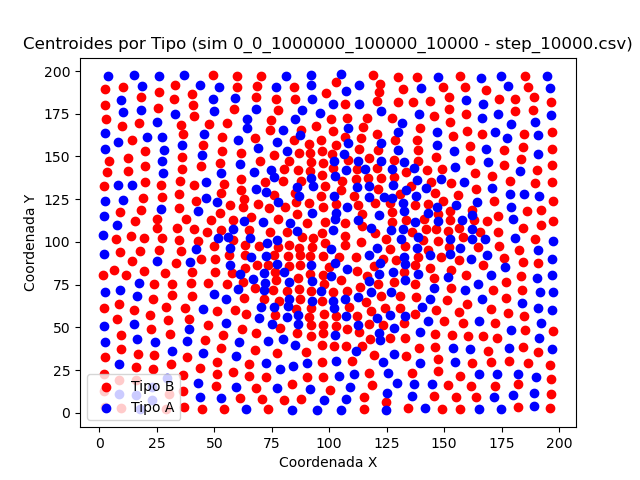 Centroides por Tipo (sim 0_0_1000000_100000_10000 - step_10000.csv)
Coordenada Y
200
175
150
125
100
75
50
25
0
Tipo B
Tipo A
0 25 50 75 100 125 150 175 200
Coordenada X